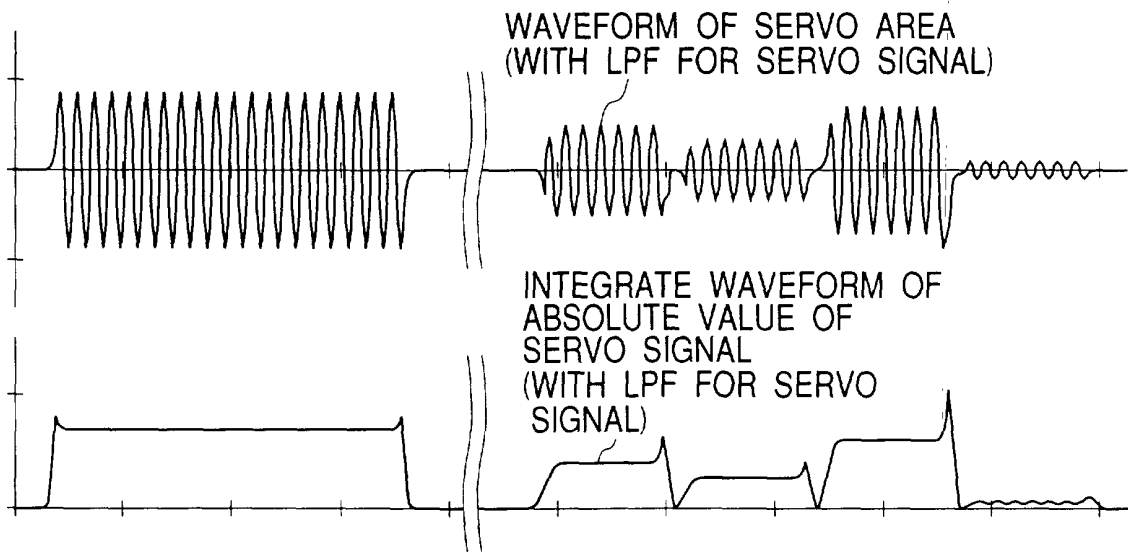 WAVEFORM OF SERVO AREA
(WITH LPF FOR SERVO SIGNAL)
INTEGRATE WAVEFORM OF
ABSOLUTE VALUE OF
SERVO SIGNAL
(WITH LPF FOR SERVO
SIGNAL)